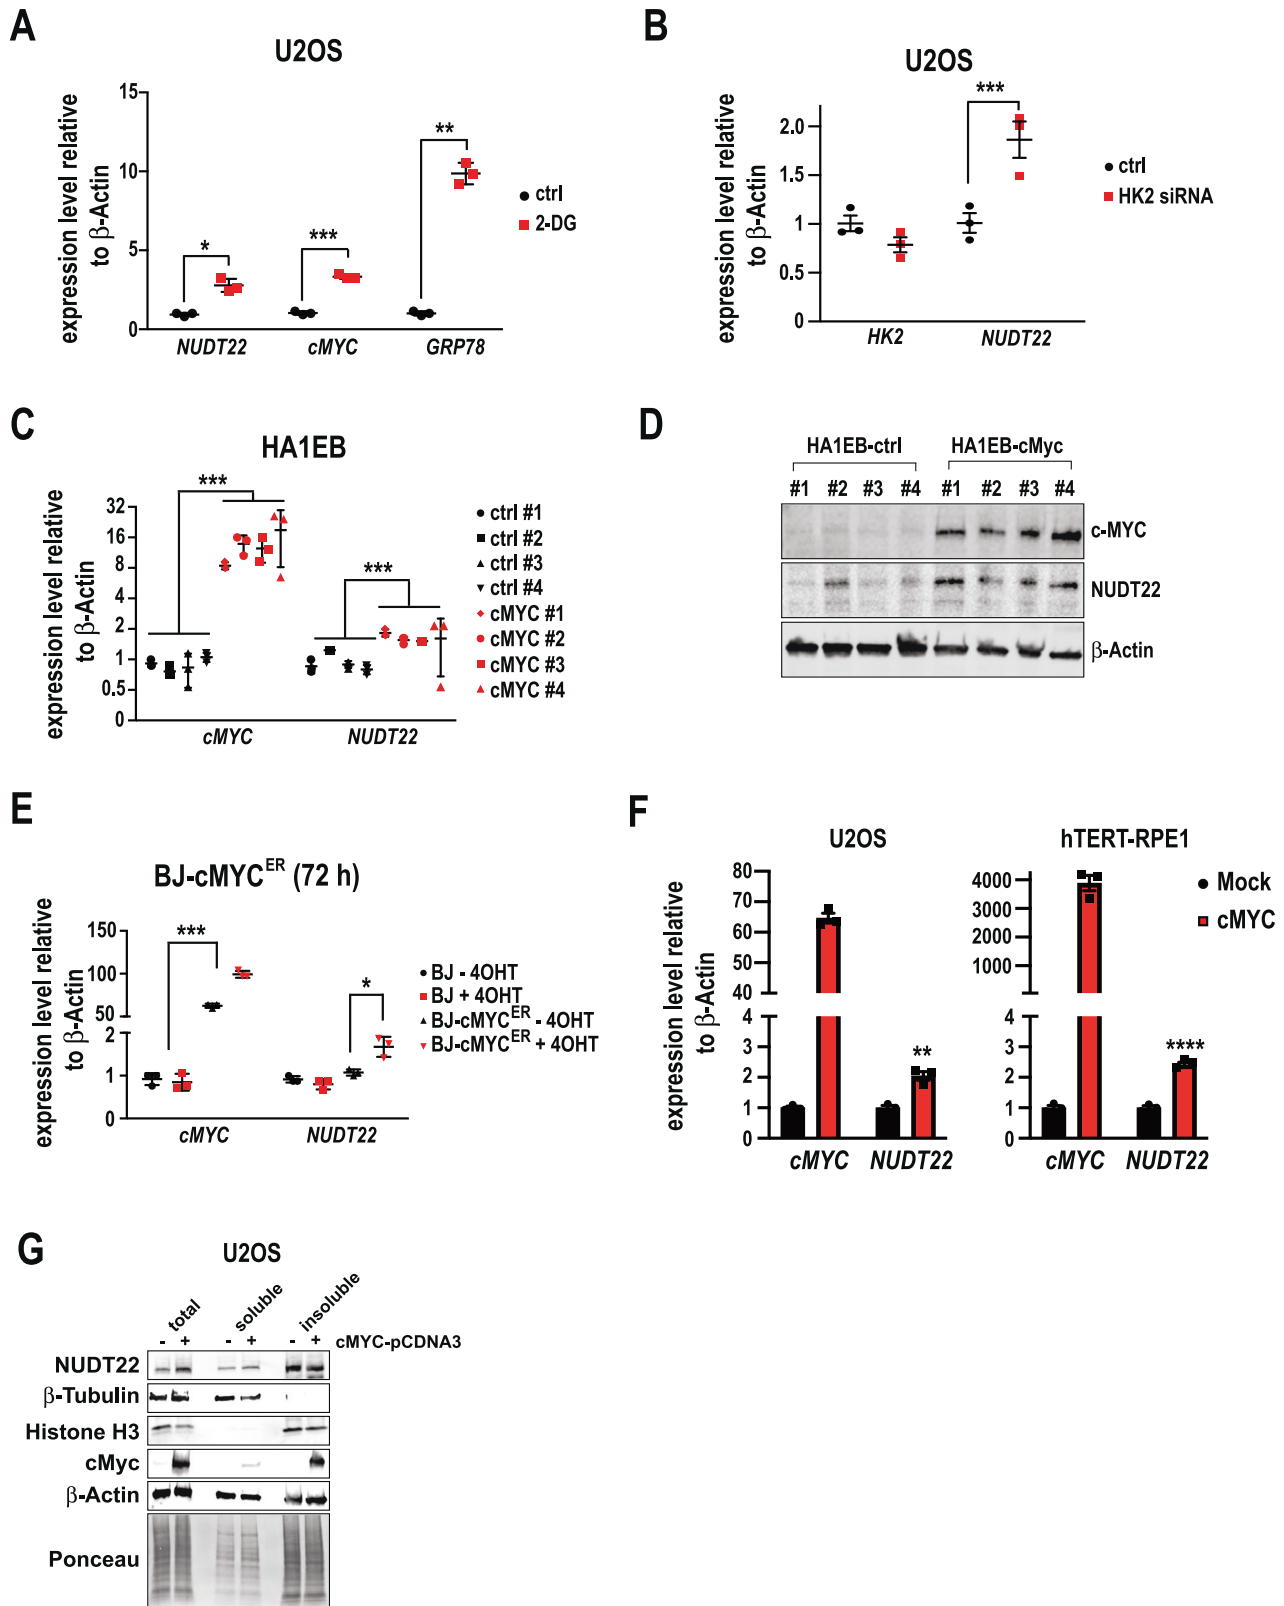 A
U2OS
expression level relative
to β-Actin
15
10
5
0
*
***
**
NUDT22
cMYC
GRP78
ctrl
2-DG
B
U2OS
expression level relative
to β-Actin
2.0
1.5
1
0.5
0
***
HK2
NUDT22
ctrl
HK2 siRNA
C
HA1EB
expression level relative
to β-Actin
32
16
8
4
2
1
0.5
0
***
***
cMYC
NUDT22
ctrl #1
ctrl #2
ctrl #3
ctrl #4
cMYC #1
cMYC #2
cMYC #3
cMYC #4
D
HA1EB-ctrl HA1EB-cMyc
#1 #2 #3 #4 #1 #2 #3 #4
c-MYC
NUDT22
β-Actin
E
BJ-cMYC^ER (72 h)
expression level relative
to β-Actin
150
100
50
2
1
0
***
*
cMYC
NUDT22
BJ - 4OHT
BJ + 4OHT
BJ-cMYC^ER - 4OHT
BJ-cMYC^ER + 4OHT
F
U2OS
expression level relative
to β-Actin
80
70
60
50
40
4
3
2
1
0
**
cMYC NUDT22
hTERT-RPE1
4000
3000
2000
1000
4
3
2
1
0
****
cMYC NUDT22
Mock
cMYC
G
U2OS
total soluble insoluble
- + - + - + cMYC-pCDNA3
NUDT22
β-Tubulin
Histone H3
cMyc
β-Actin
Ponceau